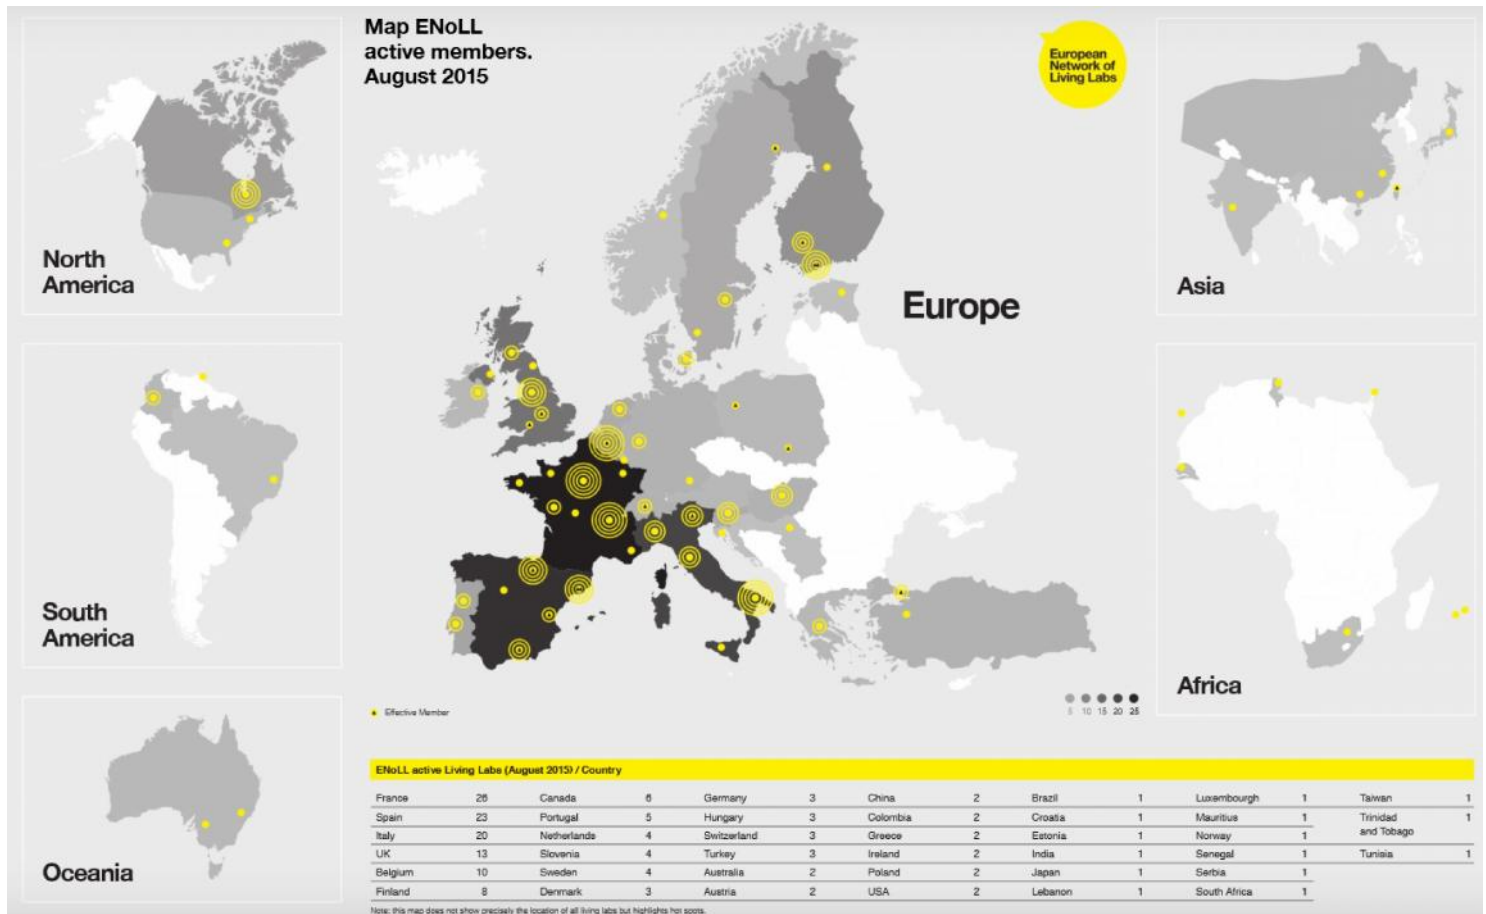 Map ENoLL
active members.
August 2015
European
Network of
Living Labs
North
America
Europe
Asia
South
America
Africa
Oceania
Effective Member
5 10 15 20 25
ENoLL active Living Labs (August 2015) / Country
France 26 Canada 6 Germany 3 China 2 Brazil 1 Luxembourgh 1 Taiwan 1
Spain 23 Portugal 5 Hungary 3 Colombia 2 Croatia 1 Mauritius 1 Trinidad 1
and Tobago
Italy 20 Netherlands 4 Switzerland 3 Greece 2 Estonia 1 Norway 1
UK 13 Slovenia 4 Turkey 3 Ireland 2 India 1 Senegal 1 Tunisia 1
Belgium 10 Sweden 4 Australia 2 Poland 2 Japan 1 Serbia 1
Finland 8 Denmark 3 Austria 2 USA 2 Lebanon 1 South Africa 1
Note: this map does not show precisely the location of all living labs but highlights hot spots.